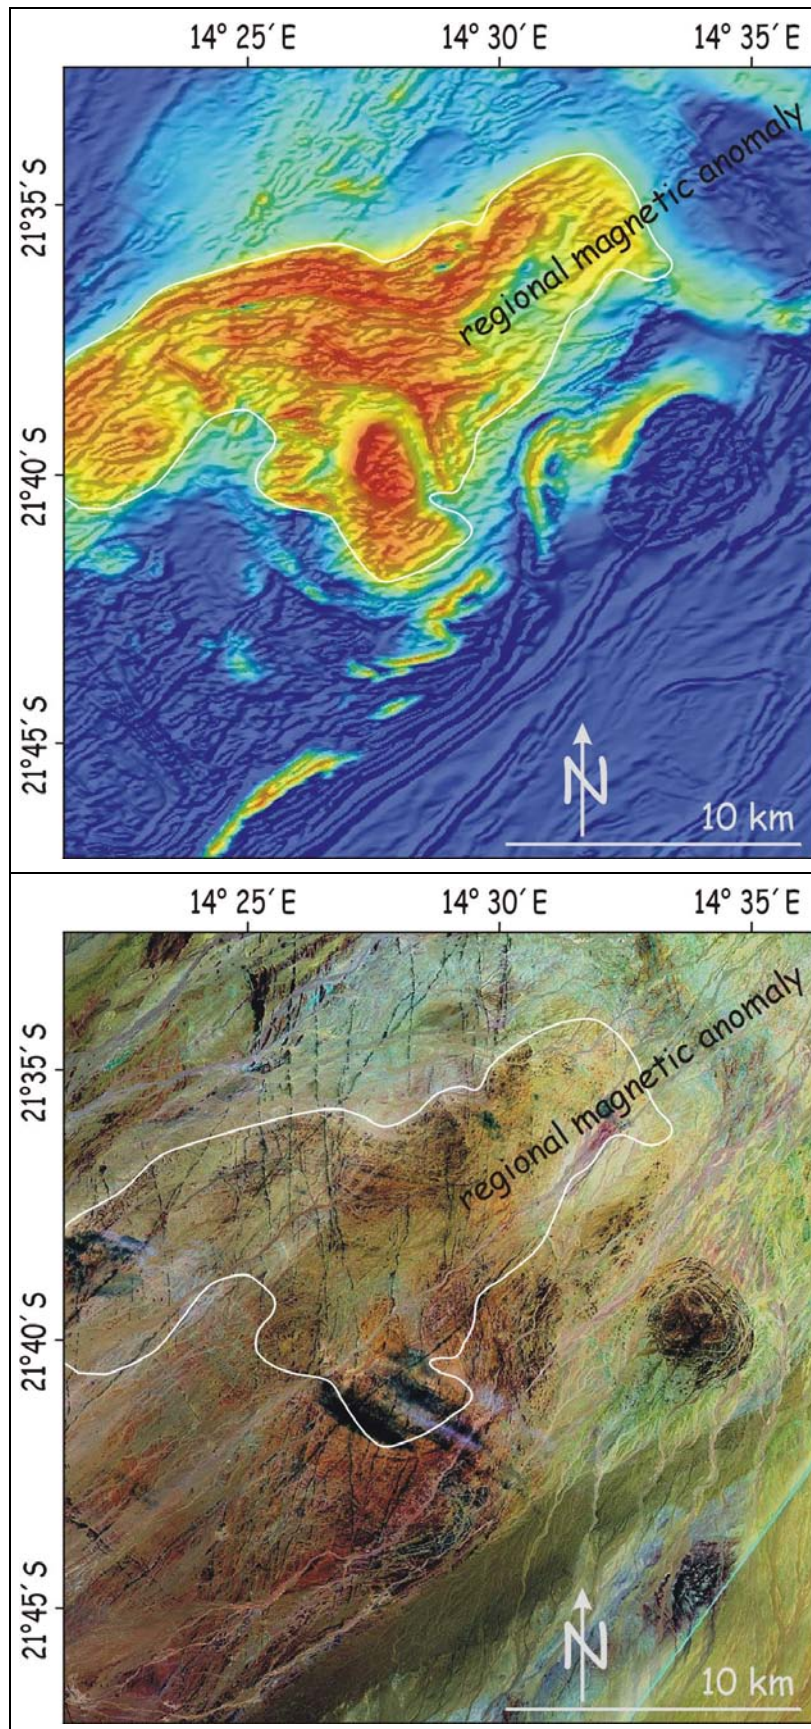 14° 25´ E
14° 30´ E
14° 35´ E
21°35´ S
21°40´ S
21°45´ S
regional magnetic anomaly
N
10 km
14° 25´ E
14° 30´ E
14° 35´ E
21°35´ S
21°40´ S
21°45´ S
regional magnetic anomaly
N
10 km